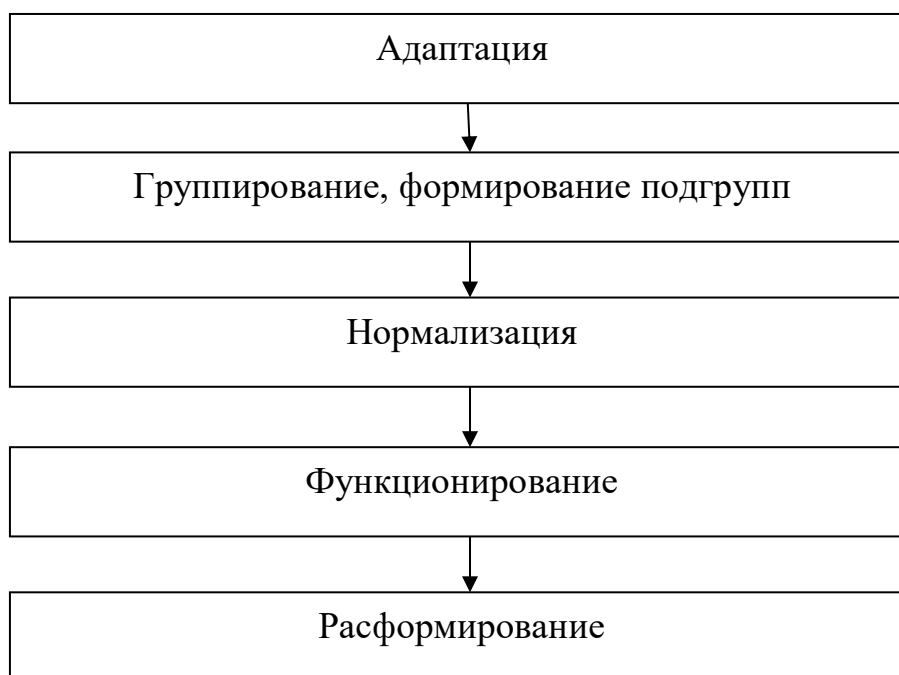 Адаптация
Группирование, формирование подгрупп
Нормализация
Функционирование
Расформирование